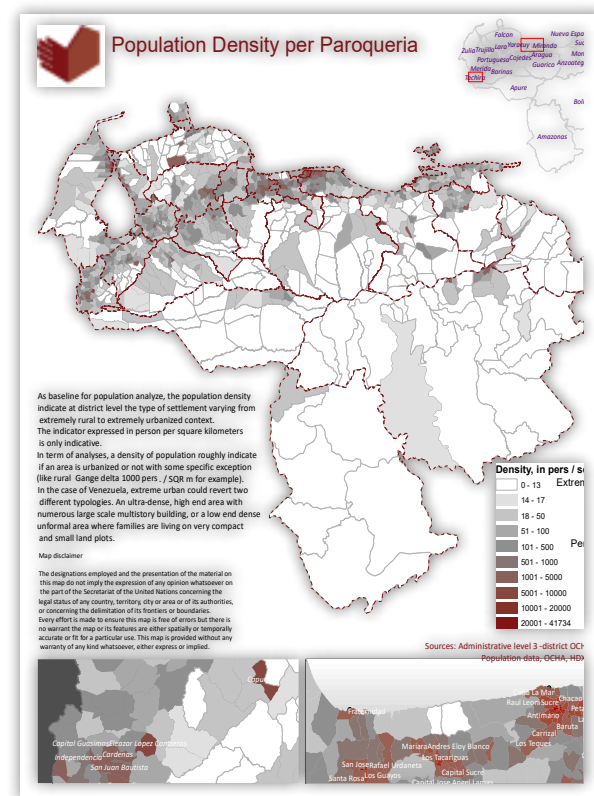 Population Density per Paroqueria
Falcon
Nueva Espa
Zulia
Trujillo
Lara
Yaracuy
Miranda
Suc
Portuguesa
Cojedes
Aragua
Mon
Merida
Barinas
Guarico
Anzoateg
Tachira
Apure
Boli
Amazonas
As baseline for population analyze, the population density
indicate at district level the type of settlement varying from
extremely rural to extremely urbanized context.
The indicator expressed in person per square kilometers
is only indicative.
In term of analyses, a density of population roughly indicate
if an area is urbanized or not with some specific exception
(like rural Gange delta 1000 pers . / SQR m for example).
In the case of Venezuela, extreme urban could revert two
different typologies. An ultra-dense, high end area with
numerous large scale multistory building, or a low end dense
unformal area where families are living on very compact
and small land plots.
Map disclaimer
The designations employed and the presentation of the material on
this map do not imply the expression of any opinion whatsoever on
the part of the Secretariat of the United Nations concerning the
legal status of any country, territory, city or area or of its authorities,
or concerning the delimitation of its frontiers or boundaries.
Every effort is made to ensure this map is free of errors but there is
no warrant the map or its features are either spatially or temporally
accurate or fit for a particular use. This map is provided without any
warranty of any kind whatsoever, either express or implied.
Density, in pers / s
0 - 13 Extrem
14 - 17
18 - 50
51 - 100
101 - 500 Pe
501 - 1000
1001 - 5000
5001 - 10000
10001 - 20000
20001 - 41734
Sources: Administrative level 3 -district OCH
Population data, OCHA, HDX
Capital Guasimas
Eleazar Lopez Contreras
Independencia
Cardenas
San Juan Bautista
La Mar
Raul Leoni
Sucre
Chacao
Antimano
Peta
Baruta
Carrizal
Los Teques
Mariara
Andres Eloy Blanco
Los Tacariguas
San Jose
Rafael Urdaneta
Santa Rosa
Los Guayos
Capital Sucre
Capital Jose Angel Lamas